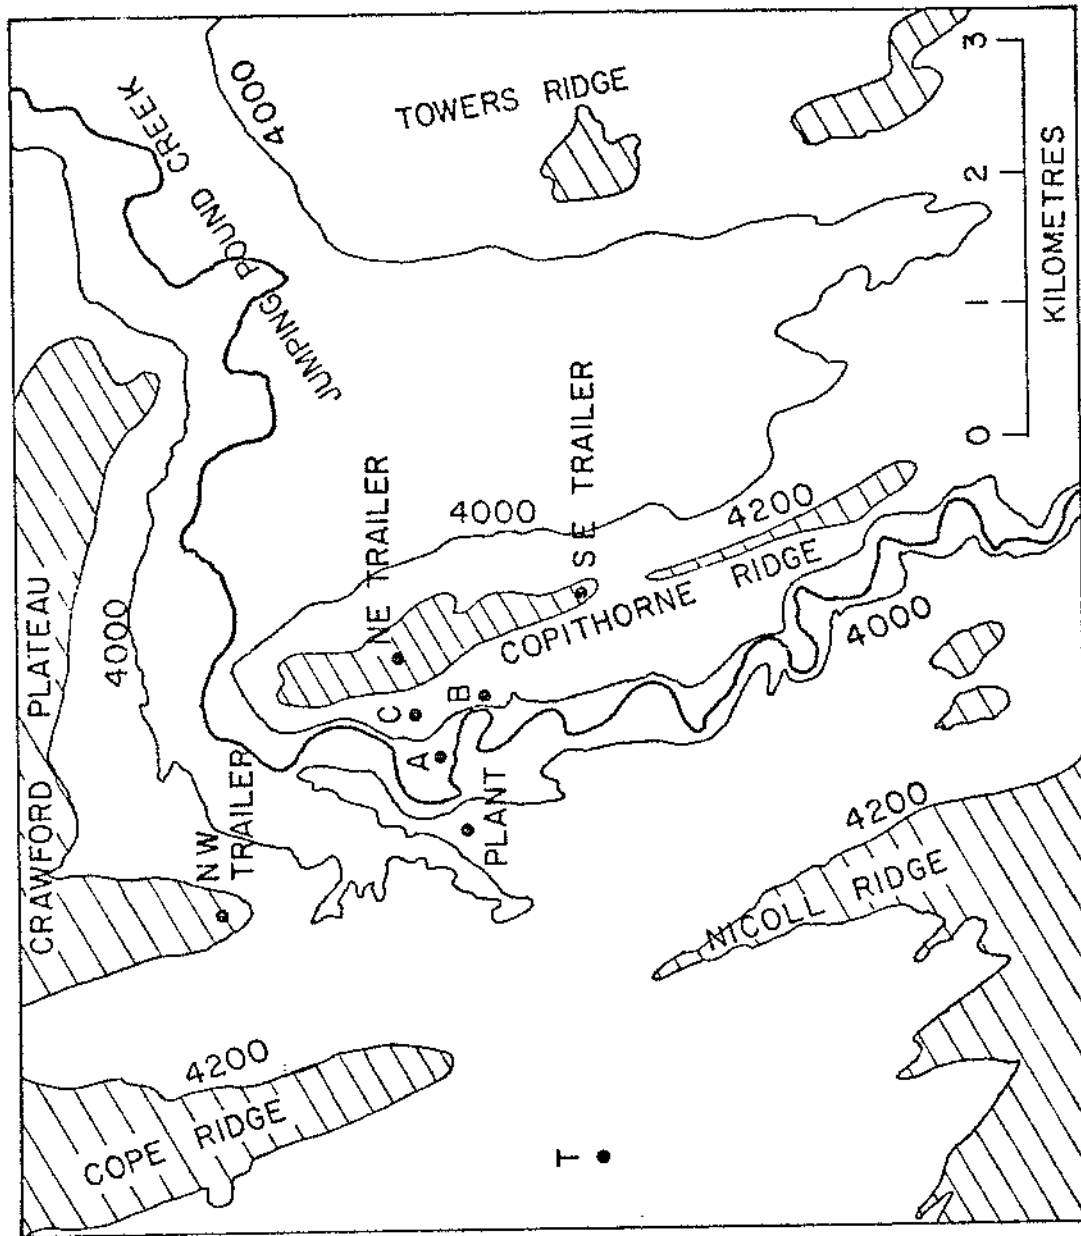 CRAWFORD PLATEAU
JUMPING POUND CREEK
4000
TOWERS RIDGE
4000
NW
TRAILER
NE TRAILER
4000
SE TRAILER
C
B
A
PLANT
COPITHORNE
RIDGE
4200
4000
4200
NICOLL RIDGE
4200
COPE RIDGE
T
0 1 2 3
KILOMETRES